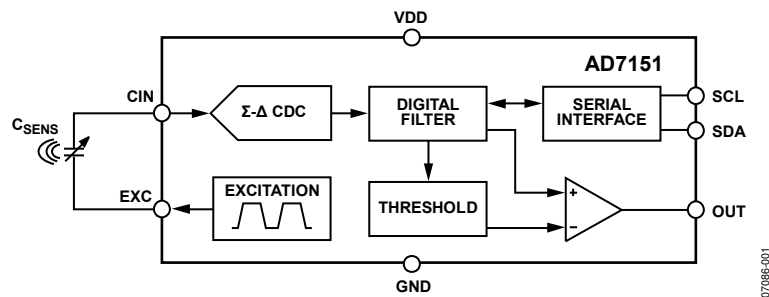 VDD
AD7151
CIN
Σ-Δ CDC
DIGITAL
FILTER
SERIAL
INTERFACE
SCL
SDA
CSENS
EXC
EXCITATION
THRESHOLD
+
−
OUT
GND
07086-001